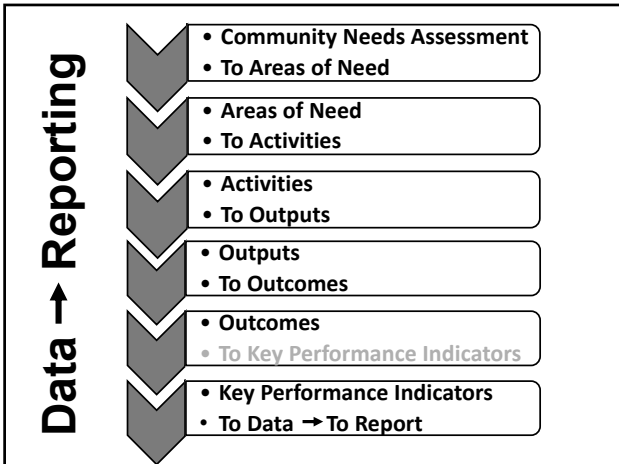 Data → Reporting
• Community Needs Assessment
• To Areas of Need
• Areas of Need
• To Activities
• Activities
• To Outputs
• Outputs
• To Outcomes
• Outcomes
• To Key Performance Indicators
• Key Performance Indicators
• To Data → To Report